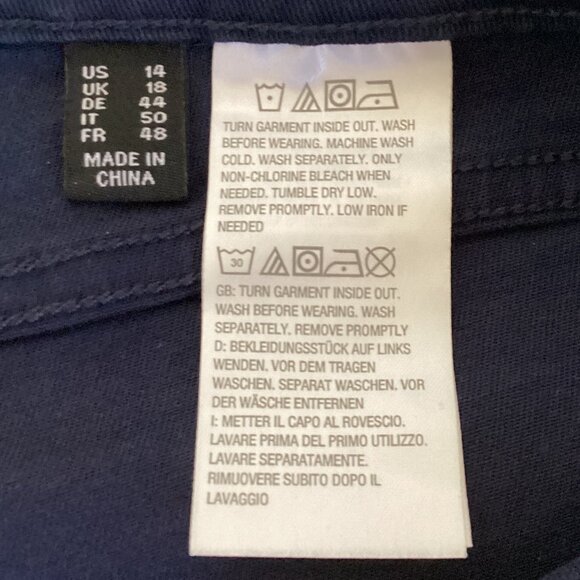 US 14
UK 18
DE 44
IT 50
FR 48
MADE IN
CHINA
TURN GARMENT INSIDE OUT. WASH
BEFORE WEARING. MACHINE WASH
COLD. WASH SEPARATELY. ONLY
NON-CHLORINE BLEACH WHEN
NEEDED. TUMBLE DRY LOW.
REMOVE PROMPTLY. LOW IRON IF
NEEDED
30
GB: TURN GARMENT INSIDE OUT.
WASH BEFORE WEARING. WASH
SEPARATELY. REMOVE PROMPTLY
D: BEKLEIDUNGSSTÜCK AUF LINKS
WENDEN. VOR DEM TRAGEN
WASCHEN. SEPARAT WASCHEN. VOR
DER WÄSCHE ENTFERNEN
I: METTER IL CAPO AL ROVESCIO.
LAVARE PRIMA DEL PRIMO UTILIZZO.
LAVARE SEPARATAMENTE.
RIMUOVERE SUBITO DOPO IL
LAVAGGIO